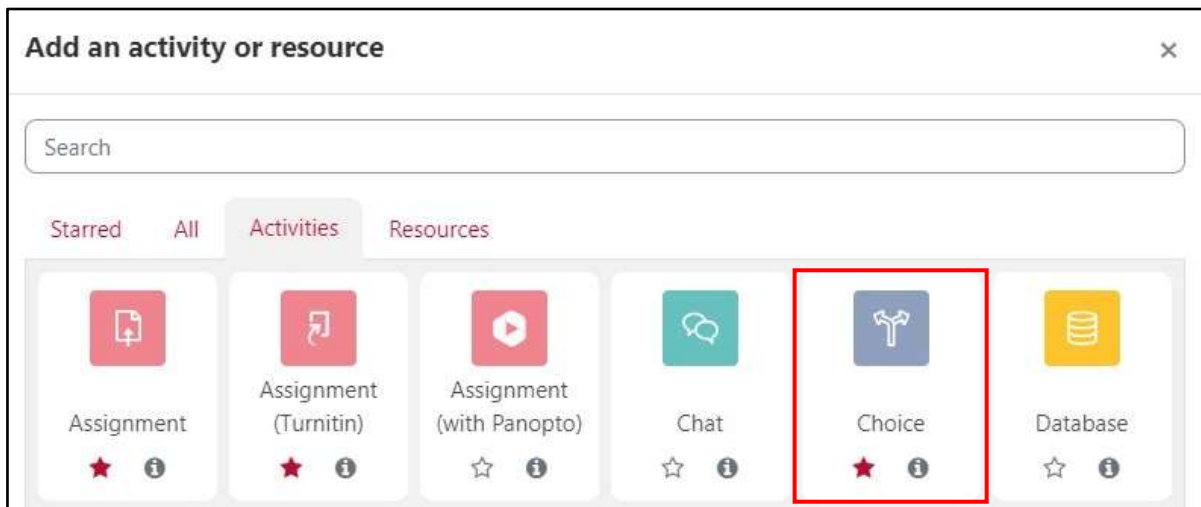 Add an activity or resource
Search
Starred All Activities Resources
Assignment
Assignment
(Turnitin)
Assignment
(with Panopto)
Chat
Choice
Database